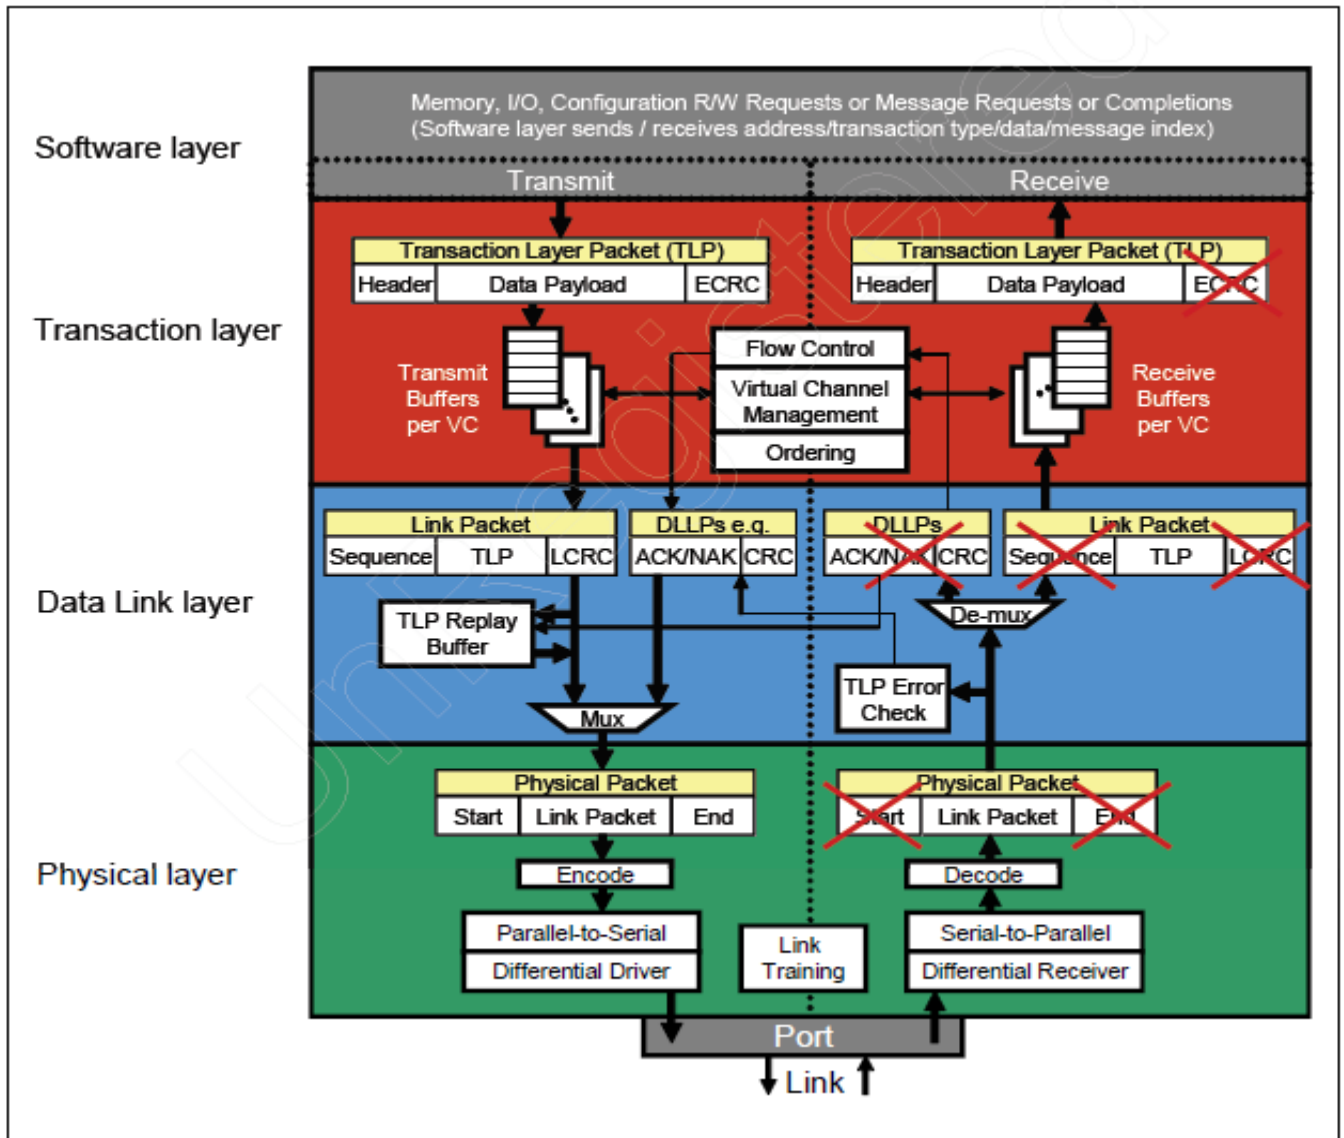 Memory, I/O, Configuration R/W Requests or Message Requests or Completions
(Software layer sends / receives address/transaction type/data/message index)
Software layer
Transmit
Receive
Transaction Layer Packet (TLP)
Header
Data Payload
ECRC
Transaction Layer Packet (TLP)
Header
Data Payload
ECRC
Transaction layer
Transmit
Buffers
per VC
Flow Control
Virtual Channel
Management
Ordering
Receive
Buffers
per VC
Link Packet
Sequence
TLP
LCRC
DLLPs e.g.
ACK/NAK
CRC
DLLPs
ACK/NAK
CRC
Link Packet
Sequence
TLP
LCRC
Data Link layer
TLP Replay
Buffer
De-mux
TLP Error
Check
Mux
Physical Packet
Start
Link Packet
End
Physical Packet
Start
Link Packet
End
Physical layer
Encode
Decode
Parallel-to-Serial
Differential Driver
Link
Training
Serial-to-Parallel
Differential Receiver
Port
Link
Unregistered